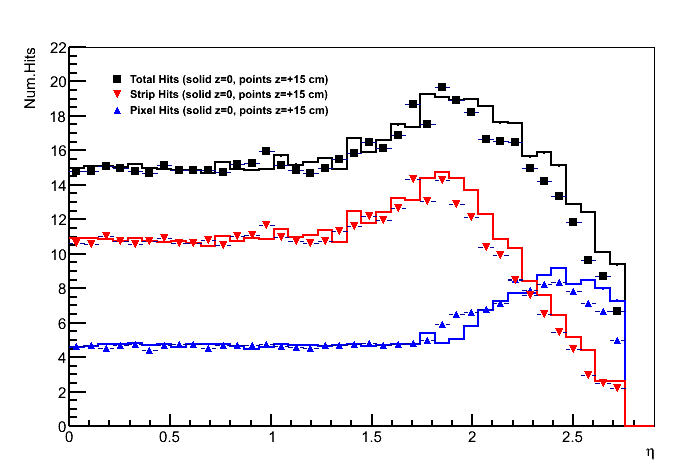 Num.Hits
22
20
18
16
14
12
10
8
6
4
2
0
Total Hits (solid z=0, points z=+15 cm)
Strip Hits (solid z=0, points z=+15 cm)
Pixel Hits (solid z=0, points z=+15 cm)
0 0.5 1 1.5 2 2.5
η